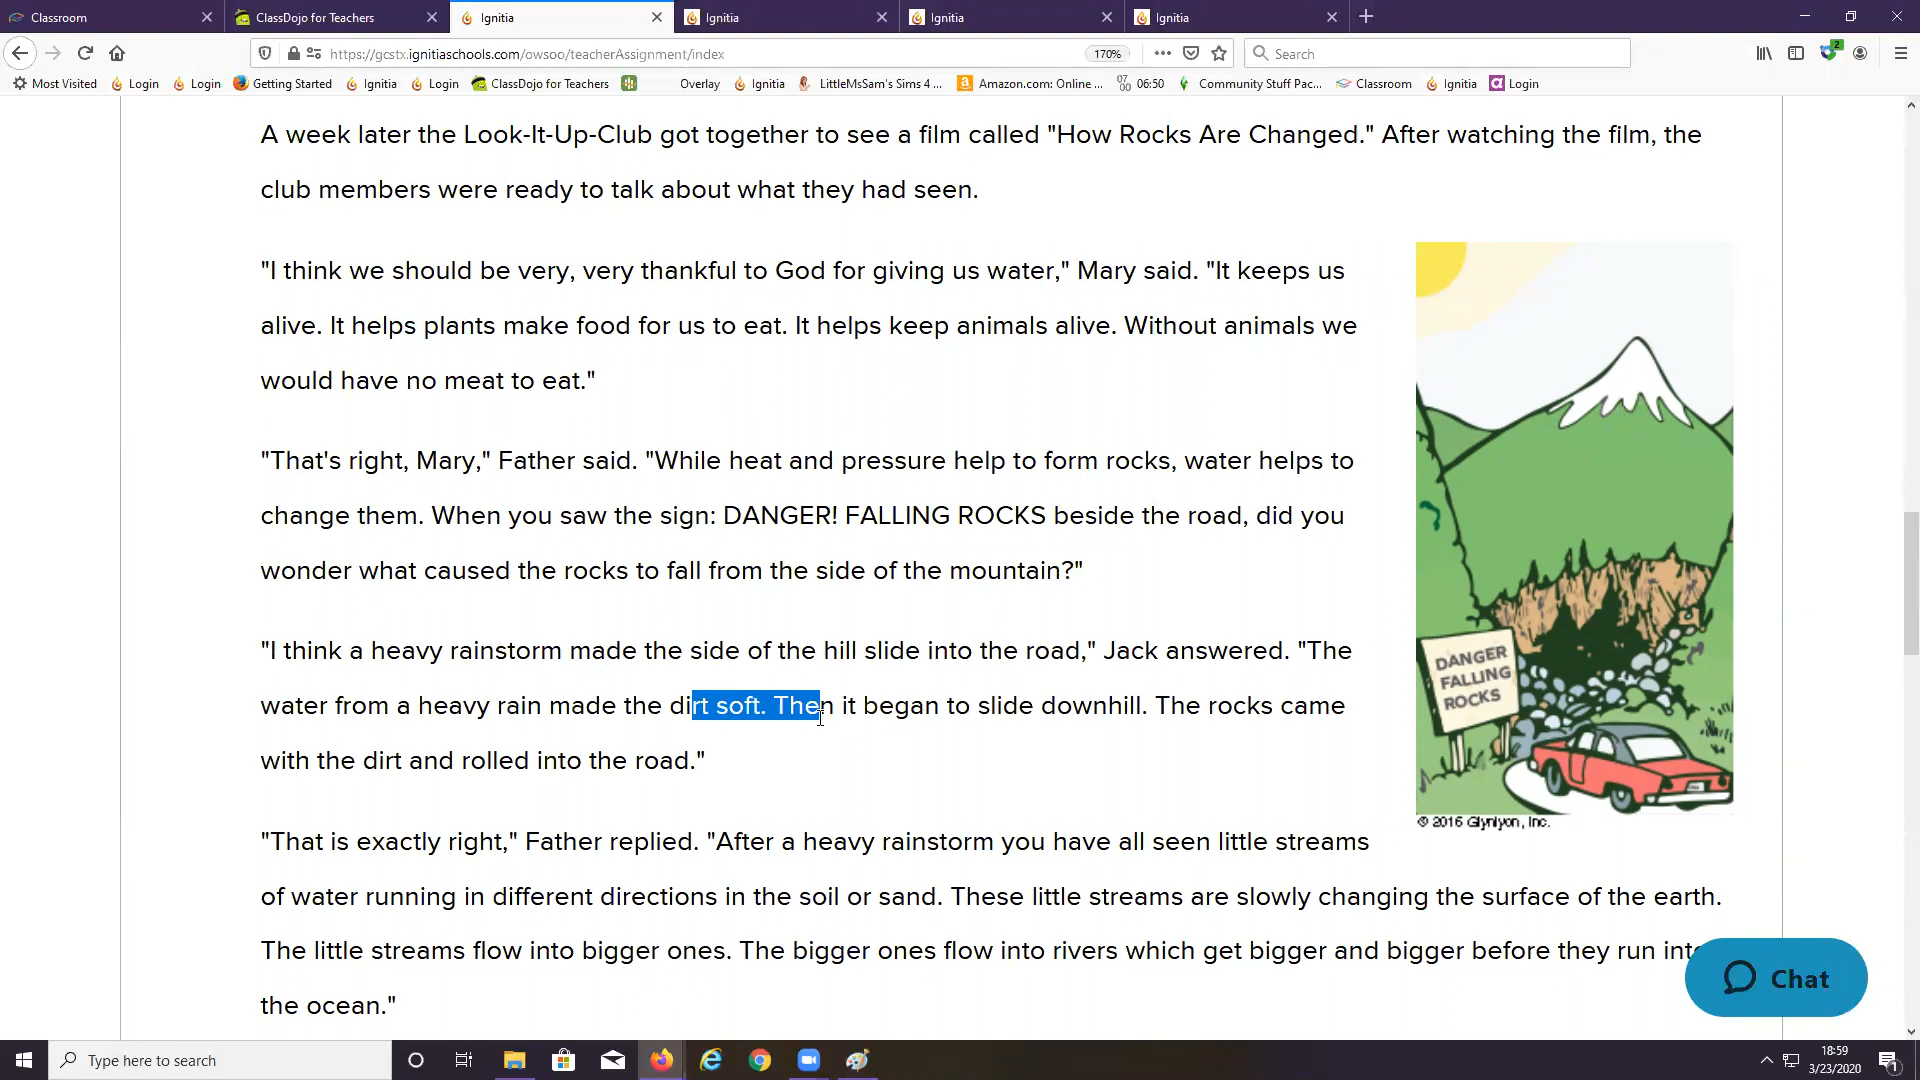 Classroom
ClassDojo for Teachers
Ignitia
Ignitia
Ignitia
Ignitia
https://gcstx.ignitiaschools.com/owsoo/teacherAssignment/index
170%
Search
2
Most Visited
Login
Login
Getting Started
Ignitia
Login
ClassDojo for Teachers
Overlay
Ignitia
LittleMsSam's Sims 4 ...
Amazon.com: Online ...
07
00
06:50
Community Stuff Pac...
Classroom
Ignitia
Login
A week later the Look-It-Up-Club got together to see a film called "How Rocks Are Changed." After watching the film, the
club members were ready to talk about what they had seen.
"I think we should be very, very thankful to God for giving us water," Mary said. "It keeps us
alive. It helps plants make food for us to eat. It helps keep animals alive. Without animals we
would have no meat to eat."
"That's right, Mary," Father said. "While heat and pressure help to form rocks, water helps to
change them. When you saw the sign: DANGER! FALLING ROCKS beside the road, did you
wonder what caused the rocks to fall from the side of the mountain?"
"I think a heavy rainstorm made the side of the hill slide into the road," Jack answered. "The
water from a heavy rain made the dirt soft. Then it began to slide downhill. The rocks came
with the dirt and rolled into the road."
DANGER
FALLING
ROCKS
© 2016 Glynlyon, Inc.
"That is exactly right," Father replied. "After a heavy rainstorm you have all seen little streams
of water running in different directions in the soil or sand. These little streams are slowly changing the surface of the earth.
The little streams flow into bigger ones. The bigger ones flow into rivers which get bigger and bigger before they run into
the ocean."
Chat
Type here to search
18:59
3/23/2020
1